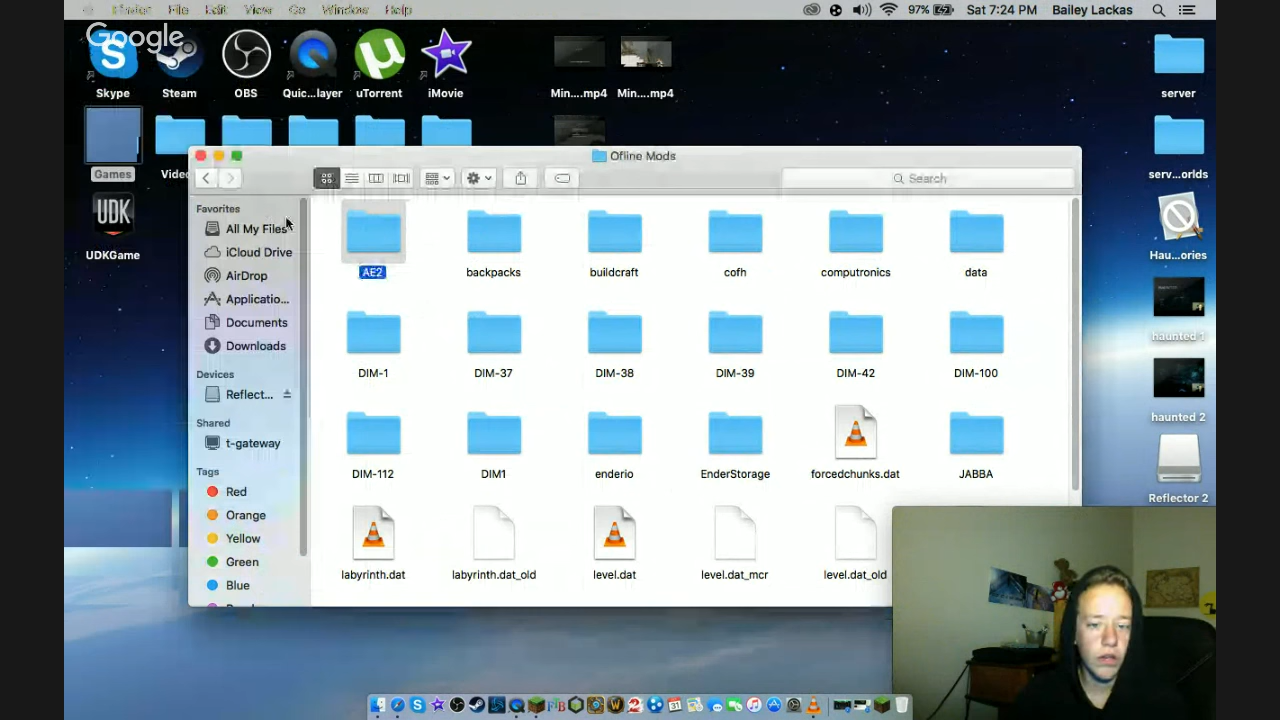 Finder File Edit View Go Window Help
97% Sat 7:24 PM Bailey Lackas
Google
Skype Steam OBS Quic...layer uTorrent iMovie Min....mp4 Min....mp4 server
Games
UDK
UDKGame
serv...orlds
Hau...ories
haunted 1
haunted 2
Reflector 2
Ofline Mods
Search
Favorites
All My Files
iCloud Drive
AirDrop
Applicatio...
Documents
Downloads
Devices
Reflect...
Shared
t-gateway
Tags
Red
Orange
Yellow
Green
Blue
AE2 backpacks buildcraft cofh computronics data
DIM-1 DIM-37 DIM-38 DIM-39 DIM-42 DIM-100
DIM-112 DIM1 enderio EnderStorage forcedchunks.dat JABBA
labyrinth.dat labyrinth.dat_old level.dat level.dat_mcr level.dat_old